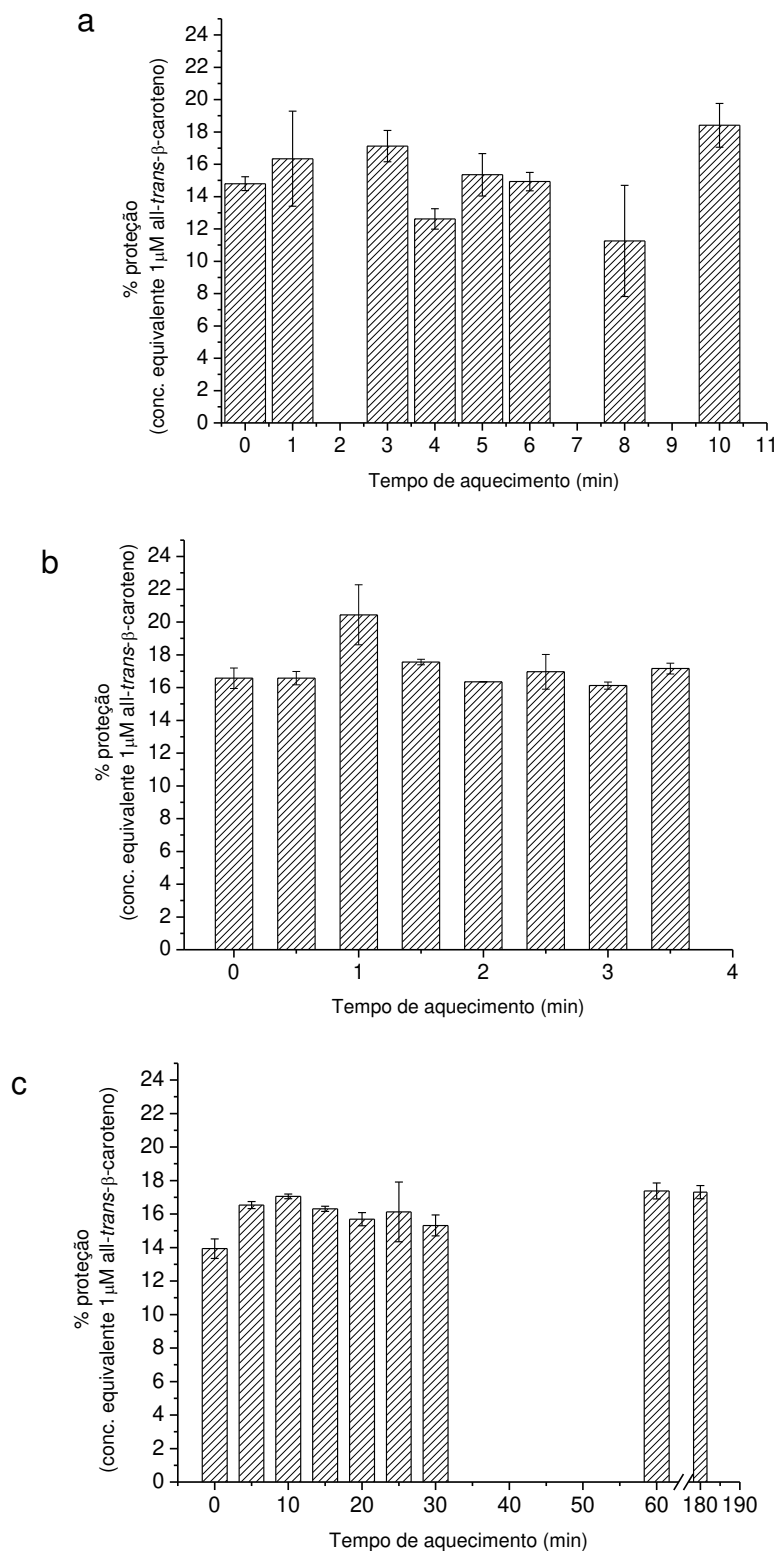 a
24
22
20
18
16
14
12
10
8
6
4
2
0
% proteção
(conc. equivalente 1μM all-trans-β-caroteno)
0 1 2 3 4 5 6 7 8 9 10 11
Tempo de aquecimento (min)
b
24
22
20
18
16
14
12
10
8
6
4
2
0
% proteção
(conc. equivalente 1μM all-trans-β-caroteno)
0 1 2 3 4
Tempo de aquecimento (min)
c
24
22
20
18
16
14
12
10
8
6
4
2
0
% proteção
(conc. equivalente 1μM all-trans-β-caroteno)
0 10 20 30 40 50 60 180 190
Tempo de aquecimento (min)